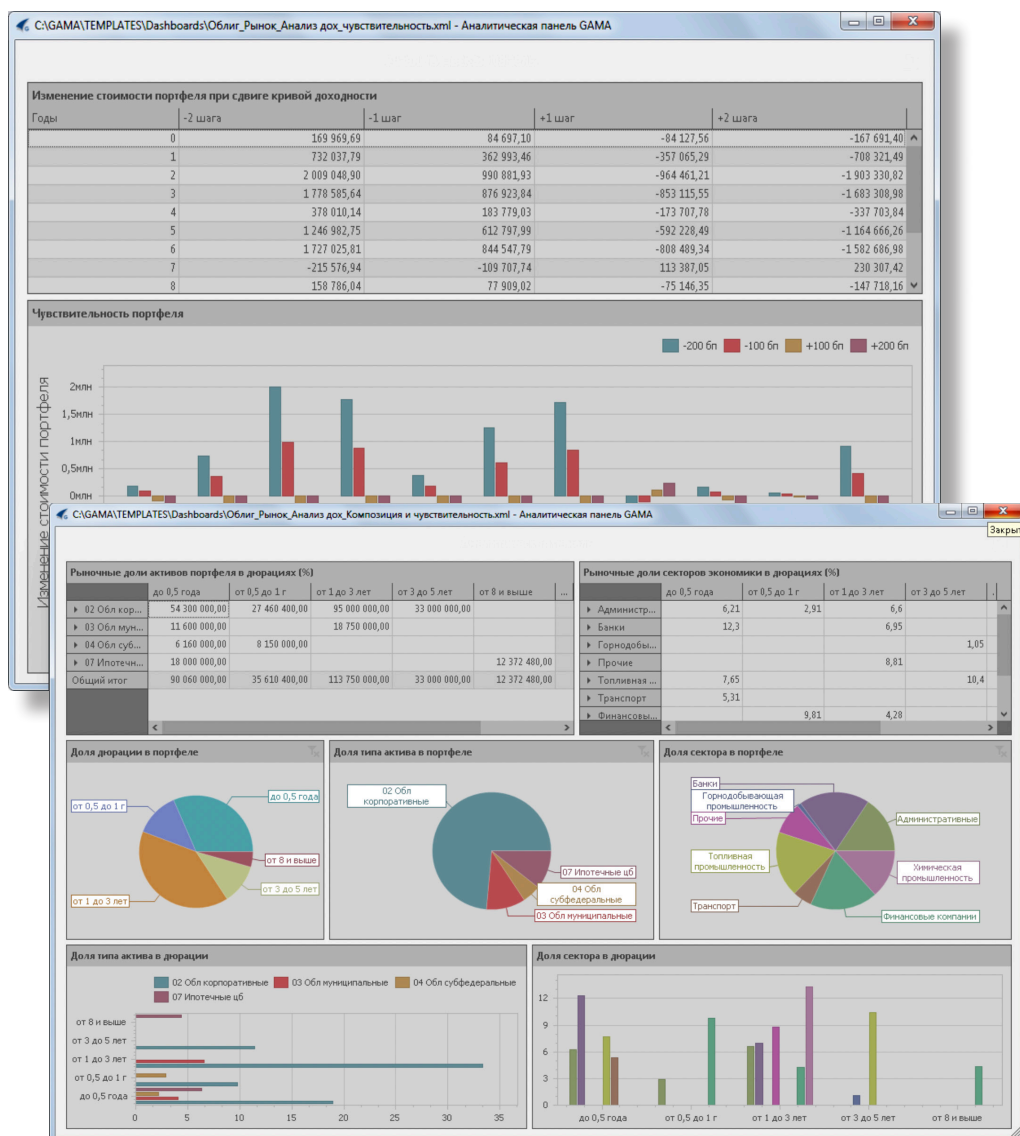 C:\GAMA\TEMPLATES\Dashboards\Облиг_Рынок_Анализ дох_чувствительность.xml - Аналитическая панель GAMA
Изменение стоимости портфеля при сдвиге кривой доходности
Годы -2 шага -1 шаг +1 шаг +2 шага
0 169 969,69 84 697,10 -84 127,56 -167 691,40
1 732 037,79 362 993,46 -357 065,29 -708 321,49
2 2 009 048,90 990 881,93 -964 461,21 -1 903 330,82
3 1 778 585,64 876 923,84 -853 115,55 -1 683 308,98
4 378 010,14 183 779,03 -173 707,78 -337 703,84
5 1 246 982,75 612 797,99 -592 228,49 -1 164 666,26
6 1 727 025,81 844 547,79 -808 489,34 -1 582 686,98
7 -215 576,94 -109 707,74 113 387,05 230 307,42
8 158 786,04 77 909,02 -75 146,35 -147 718,16
Чувствительность портфеля
-200 бп -100 бп +100 бп +200 бп
Изменение стоимости портфеля
2млн
1,5млн
1млн
0,5млн
0млн
C:\GAMA\TEMPLATES\Dashboards\Облиг_Рынок_Анализ дох_Композиция и чувствительность.xml - Аналитическая панель GAMA
Закрыт
Рыночные доли активов портфеля в дюрациях (%)
до 0,5 года от 0,5 до 1 г от 1 до 3 лет от 3 до 5 лет от 8 и выше ...
02 Обл кор... 54 300 000,00 27 460 400,00 95 000 000,00 33 000 000,00
03 Обл мун... 11 600 000,00 18 750 000,00
04 Обл суб... 6 160 000,00 8 150 000,00
07 Ипотечн... 18 000 000,00 12 372 480,00
Общий итог 90 060 000,00 35 610 400,00 113 750 000,00 33 000 000,00 12 372 480,00
Рыночные доли секторов экономики в дюрациях (%)
до 0,5 года от 0,5 до 1 г от 1 до 3 лет от 3 до 5 лет .
Администр... 6,21 2,91 6,6
Банки 12,3 6,95
Горнодобы... 1,05
Прочие 8,81
Топливная ... 7,65 10,4
Транспорт 5,31
Финансовы... 9,81 4,28
Доля дюрации в портфеле
от 0,5 до 1 г
до 0,5 года
от 8 и выше
от 3 до 5 лет
от 1 до 3 лет
Доля типа актива в портфеле
02 Обл
корпоративные
07 Ипотечные цб
04 Обл
субфедеральные
03 Обл муниципальные
Доля сектора в портфеле
Банки
Горнодобывающая
промышленность
Прочие
Административные
Топливная
промышленность
Химическая
промышленность
Транспорт
Финансовые компании
Доля типа актива в дюрации
02 Обл корпоративные 03 Обл муниципальные 04 Обл субфедеральные
07 Ипотечные цб
от 8 и выше
от 3 до 5 лет
от 1 до 3 лет
от 0,5 до 1 г
до 0,5 года
0 5 10 15 20 25 30 35
Доля сектора в дюрации
12
9
6
3
0
до 0,5 года от 0,5 до 1 г от 1 до 3 лет от 3 до 5 лет от 8 и выше